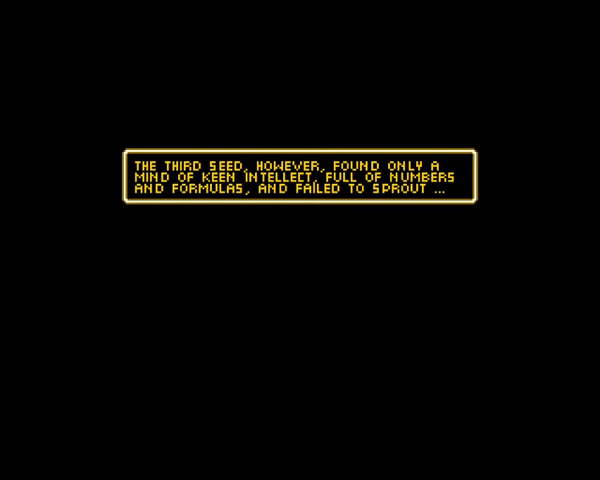 THE THIRD SEED, HOWEVER, FOUND ONLY A
MIND OF KEEN INTELLECT, FULL OF NUMBERS
AND FORMULAS, AND FAILED TO SPROUT ...